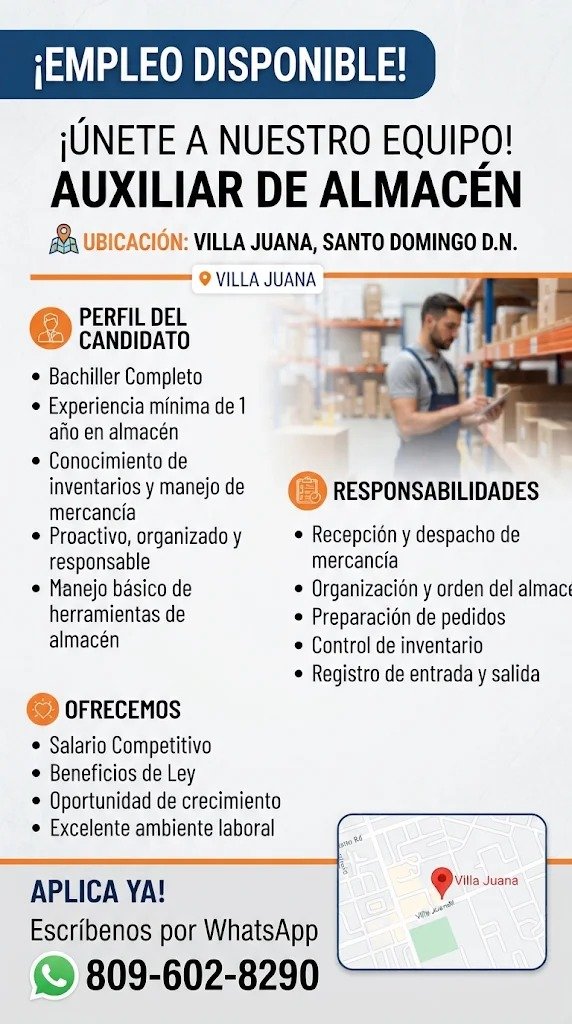 ¡EMPLEO DISPONIBLE!
¡ÚNETE A NUESTRO EQUIPO!
AUXILIAR DE ALMACÉN
UBICACIÓN: VILLA JUANA, SANTO DOMINGO D.N.
VILLA JUANA
PERFIL DEL
CANDIDATO
• Bachiller Completo
• Experiencia mínima de 1
año en almacén
• Conocimiento de
inventarios y manejo de
mercancía
• Proactivo, organizado y
responsable
• Manejo básico de
herramientas de
almacén
RESPONSABILIDADES
• Recepción y despacho de
mercancía
• Organización y orden del almacé
• Preparación de pedidos
• Control de inventario
• Registro de entrada y salida
OFRECEMOS
• Salario Competitivo
• Beneficios de Ley
• Oportunidad de crecimiento
• Excelente ambiente laboral
APLICA YA!
Escríbenos por WhatsApp
809-602-8290
Villa Juana